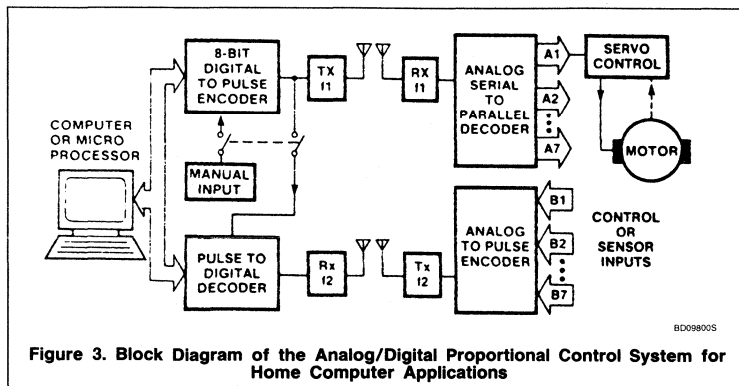 8-BIT
DIGITAL
TO PULSE
ENCODER
TX
f1
RX
f1
ANALOG
SERIAL
TO
PARALLEL
DECODER
A1
A2
A7
SERVO
CONTROL
MOTOR
COMPUTER
OR MICRO
PROCESSOR
MANUAL
INPUT
PULSE TO
DIGITAL
DECODER
Rx
f2
Tx
f2
ANALOG
TO PULSE
ENCODER
B1
B2
B7
CONTROL
OR
SENSOR
INPUTS
BD09800S
Figure 3. Block Diagram of the Analog/Digital Proportional Control System for
Home Computer Applications